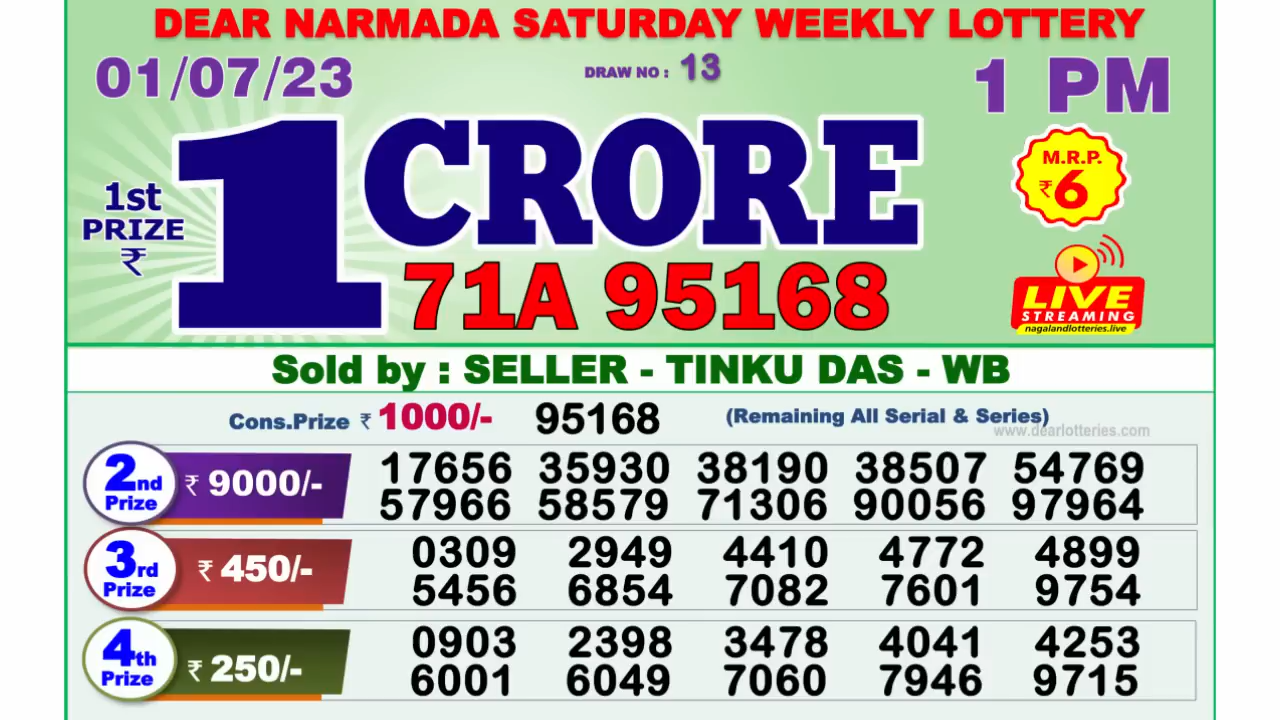 DEAR NARMADA SATURDAY WEEKLY LOTTERY
01/07/23 DRAW NO : 13 1 PM
1st PRIZE ₹ 1 CRORE
M.R.P. ₹6
71A 95168
LIVE STREAMING
nagalandlotteries.live
Sold by : SELLER - TINKU DAS - WB
Cons.Prize ₹ 1000/- 95168 (Remaining All Serial & Series)
www.dearlotteries.com
2nd Prize ₹ 9000/-
17656 35930 38190 38507 54769
57966 58579 71306 90056 97964
3rd Prize ₹ 450/-
0309 2949 4410 4772 4899
5456 6854 7082 7601 9754
4th Prize ₹ 250/-
0903 2398 3478 4041 4253
6001 6049 7060 7946 9715